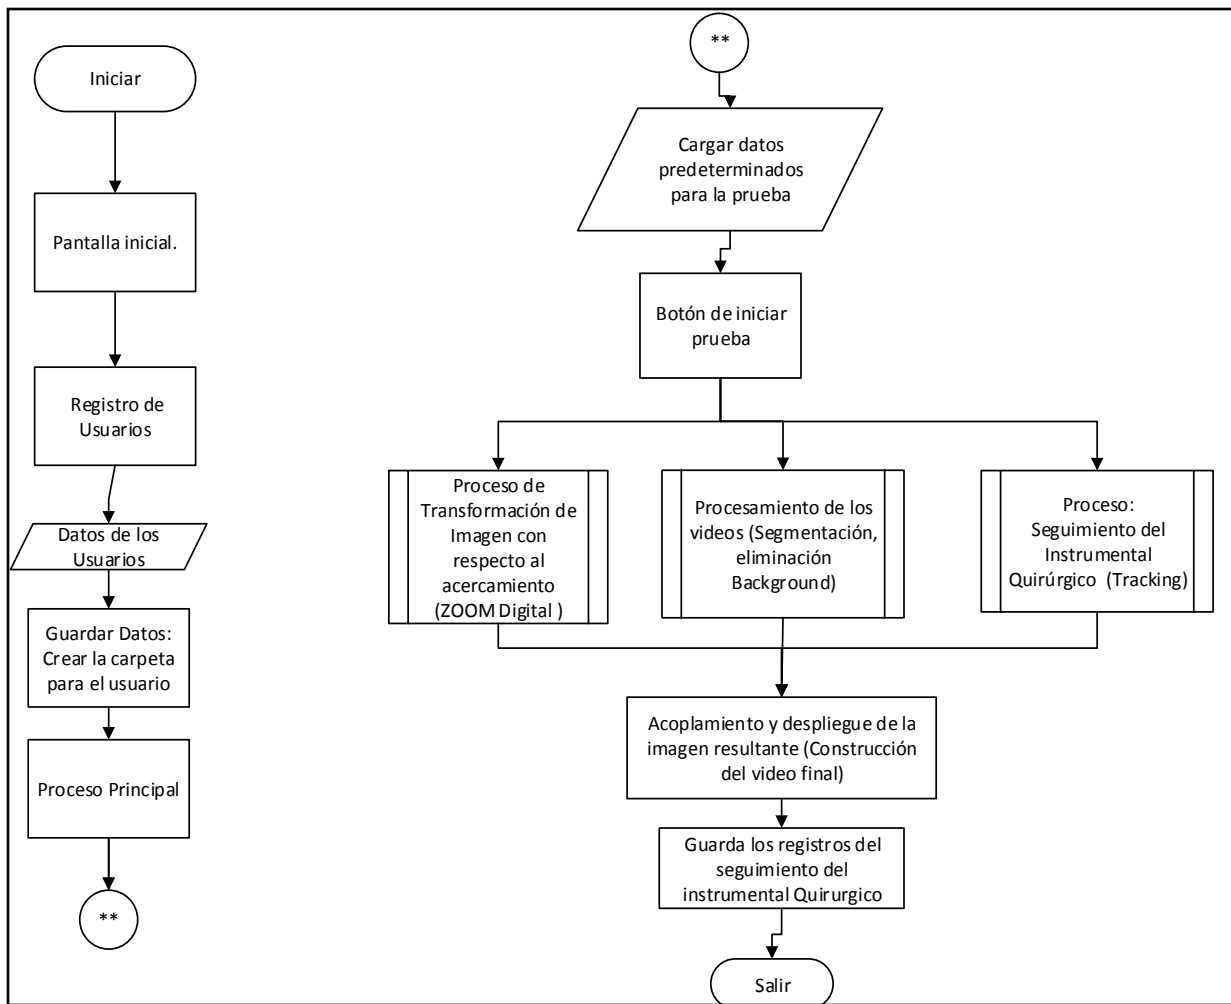 Iniciar
Pantalla inicial.
Registro de
Usuarios
Datos de los
Usuarios
Guardar Datos:
Crear la carpeta
para el usuario
Proceso Principal
**
**
Cargar datos
predeterminados
para la prueba
Botón de iniciar
prueba
Proceso de
Transformación de
Imagen con
respecto al
acercamiento
(ZOOM Digital )
Procesamiento de los
videos (Segmentación,
eliminación
Background)
Proceso:
Seguimiento del
Instrumental
Quirúrgico (Tracking)
Acoplamiento y despliegue de la
imagen resultante (Construcción
del video final)
Guarda los registros del
seguimiento del
instrumental Quirurgico
Salir